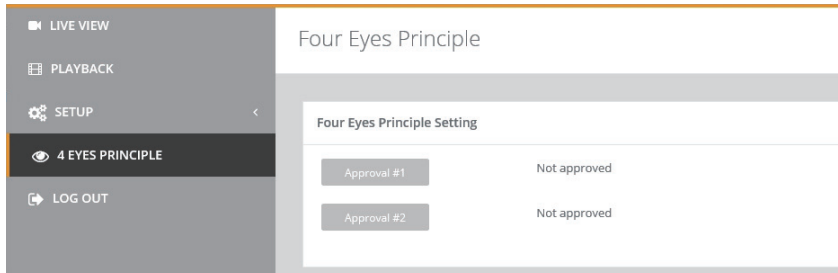 LIVE VIEW
PLAYBACK
SETUP
4 EYES PRINCIPLE
LOG OUT
Four Eyes Principle
Four Eyes Principle Setting
Approval #1 Not approved
Approval #2 Not approved